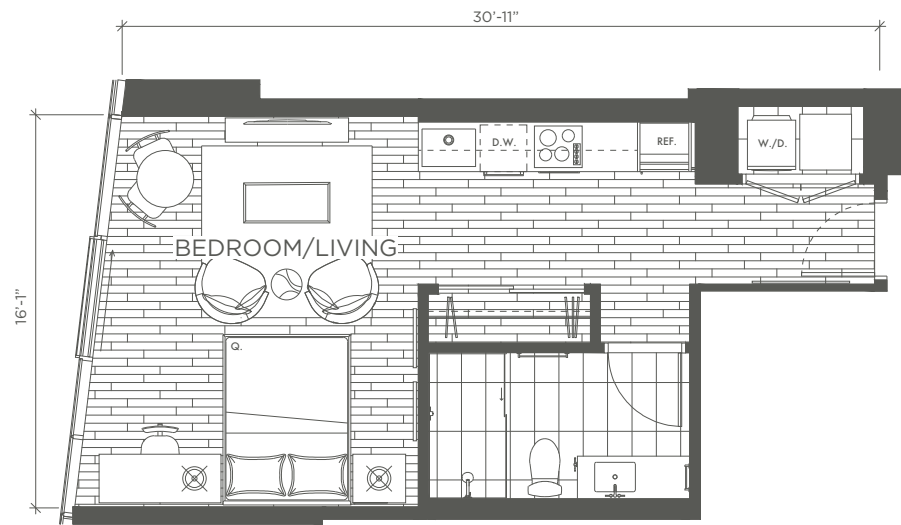 30'-11"
D.W.
REF.
W./D.
BEDROOM/LIVING
16'-1"
Q.